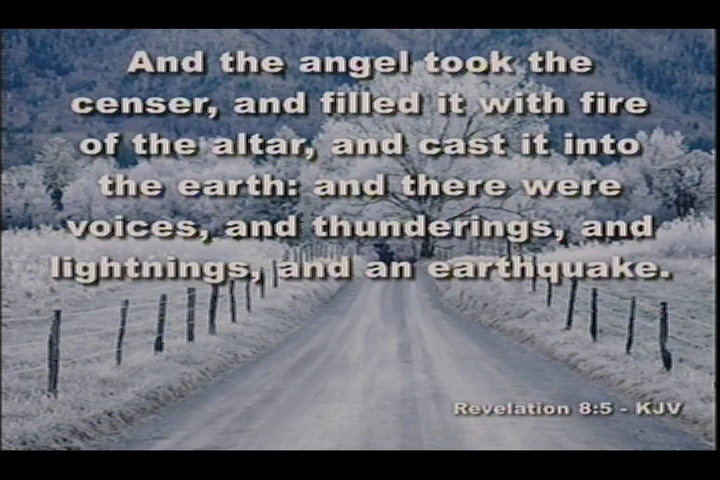 And the angel took the
censer, and filled it with fire
of the altar, and cast it into
the earth: and there were
voices, and thunderings, and
lightnings, and an earthquake.
Revelation 8:5 - KJV